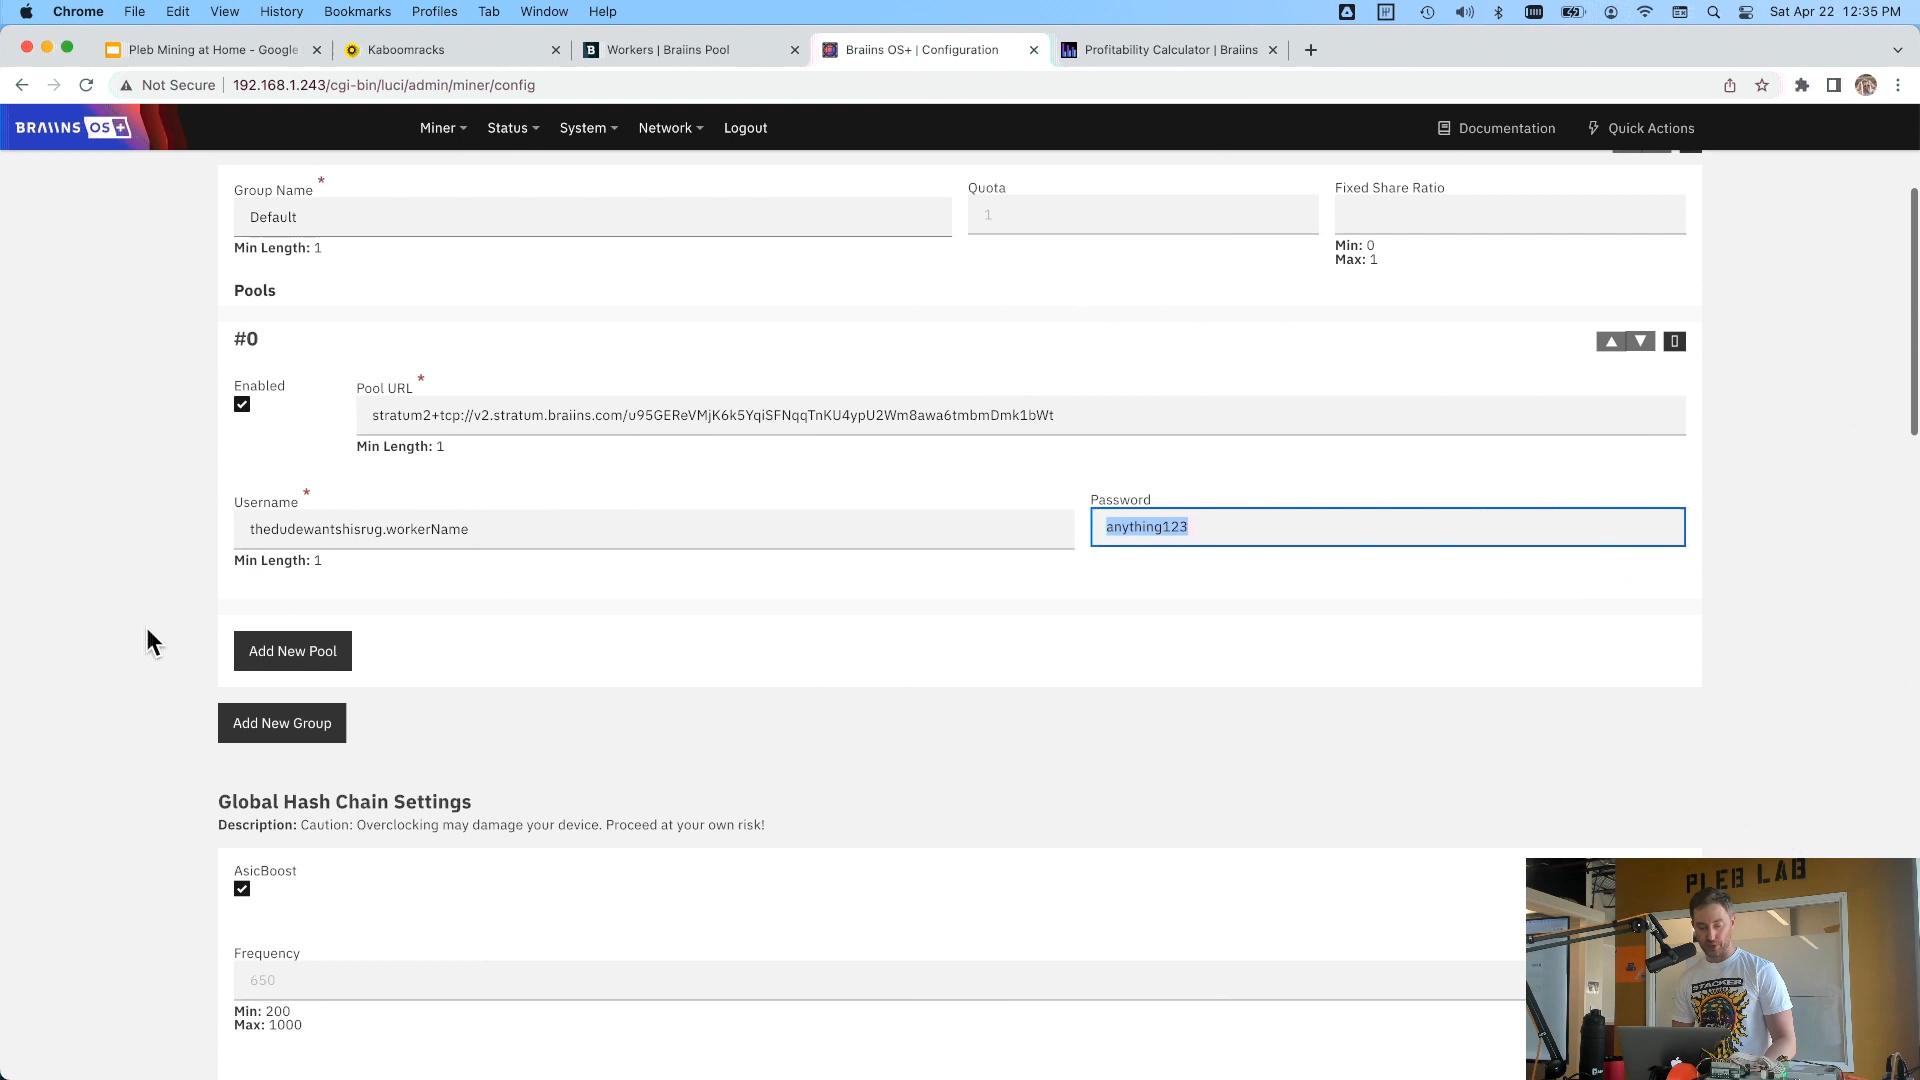 Chrome File Edit View History Bookmarks Profiles Tab Window Help Sat Apr 22 12:35 PM
Pleb Mining at Home - Google Kaboomracks Workers | Braiins Pool Braiins OS+ | Configuration Profitability Calculator | Braiins
Not Secure 192.168.1.243/cgi-bin/luci/admin/miner/config
BRAIINS OS+ Miner Status System Network Logout Documentation Quick Actions
Group Name * Quota Fixed Share Ratio
Default 1
Min Length: 1 Min: 0
Max: 1
Pools
#0
Enabled Pool URL *
stratum2+tcp://v2.stratum.braiins.com/u95GEReVMjK6k5YqiSFNqqTnKU4ypU2Wm8awa6tmbmDmk1bWt
Min Length: 1
Username * Password
thedudewantshisrug.workerName anything123
Min Length: 1
Add New Pool
Add New Group
Global Hash Chain Settings
Description: Caution: Overclocking may damage your device. Proceed at your own risk!
AsicBoost
Frequency
650
Min: 200
Max: 1000
PLEB LAB
STACKER